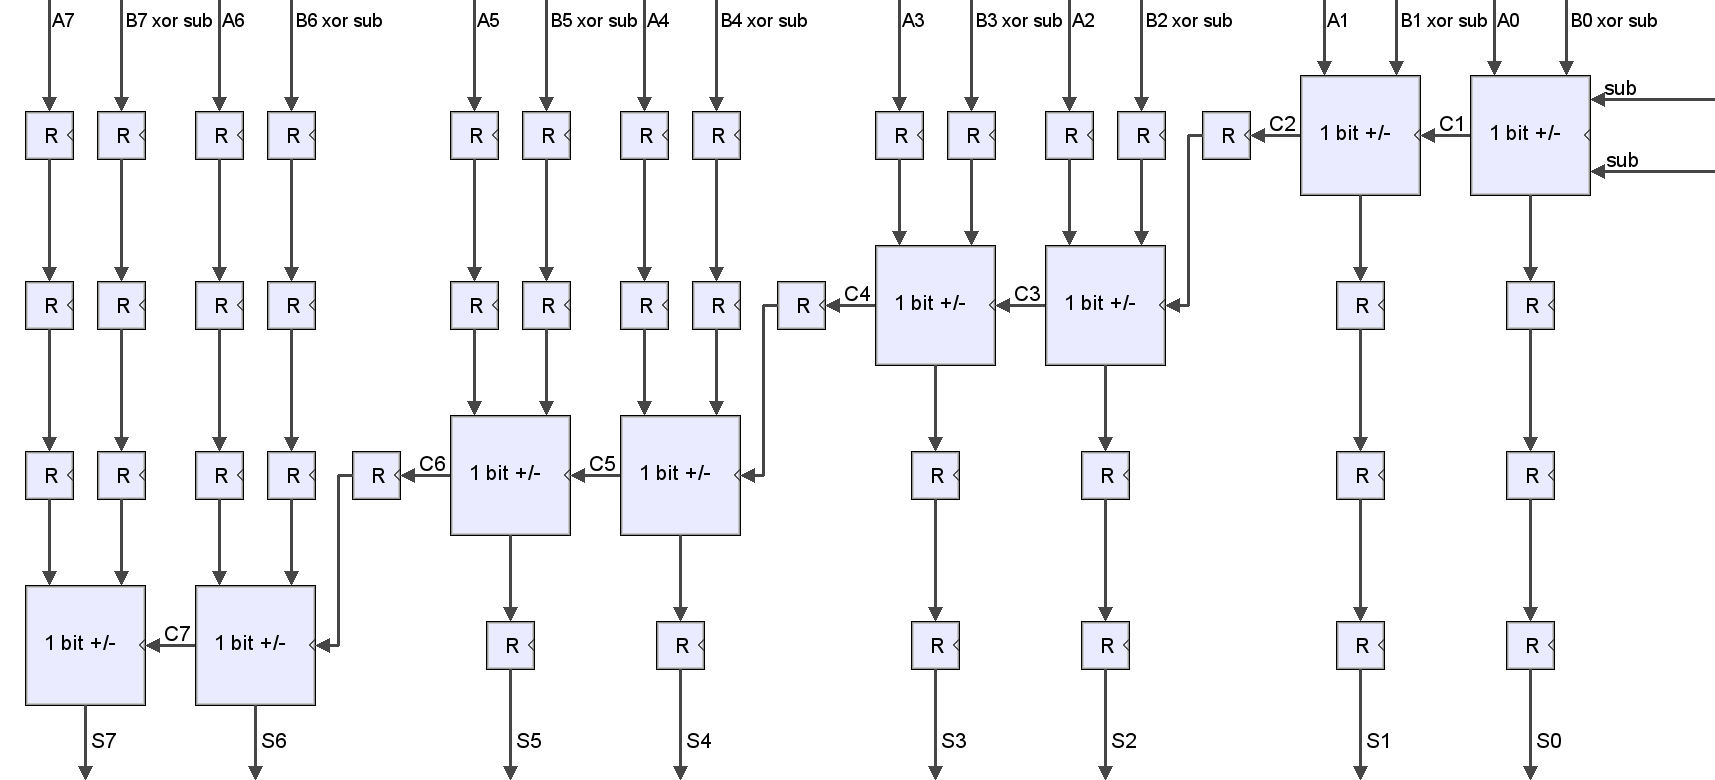 A7 B7 xor sub A6 B6 xor sub A5 B5 xor sub A4 B4 xor sub A3 B3 xor sub A2 B2 xor sub A1 B1 xor sub A0 B0 xor sub
sub
R R R R R R R R R R R R R C2 1 bit +/- C1 1 bit +/-
sub
R R R R R R R R R C4 1 bit +/- C3 1 bit +/- R R
R R R R R C6 1 bit +/- C5 1 bit +/- R R R R
1 bit +/- C7 1 bit +/- R R R R R R
S7 S6 S5 S4 S3 S2 S1 S0